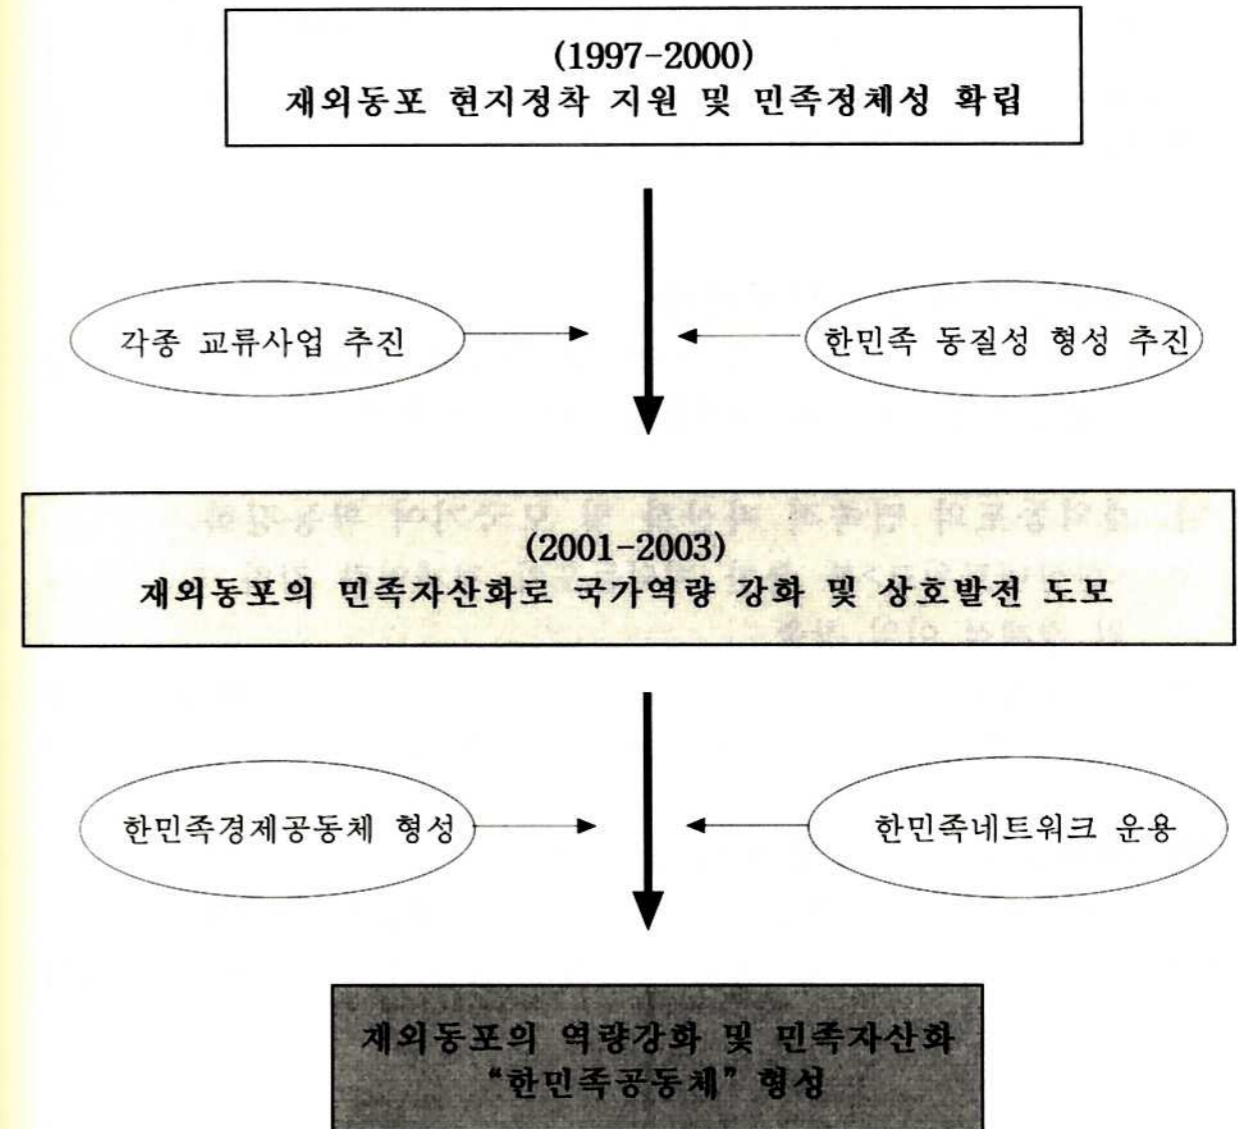 (1997-2000)
재외동포 현지정착 지원 및 민족정체성 확립
각종 교류사업 추진
한민족 동질성 형성 추진
(2001-2003)
재외동포의 민족자산화로 국가역량 강화 및 상호발전 도모
한민족경제공동체 형성
한민족네트워크 운용
재외동포의 역량강화 및 민족자산화
“한민족공동체” 형성